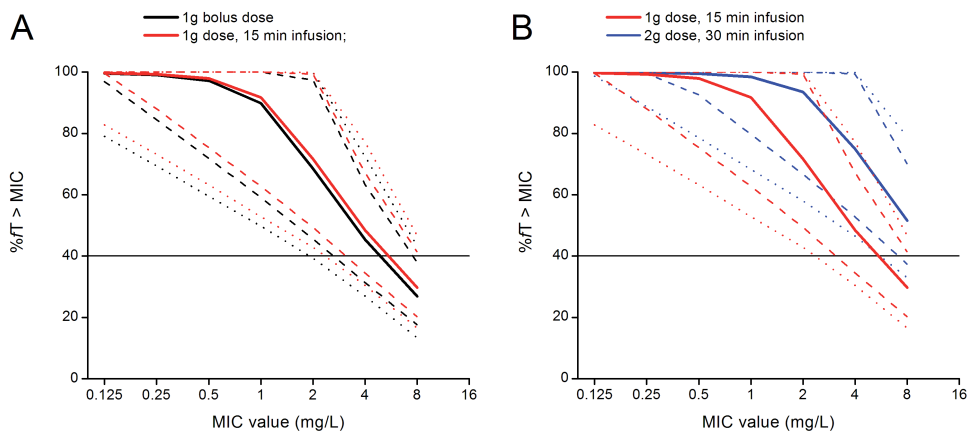 A
1g bolus dose
1g dose, 15 min infusion;
%fT > MIC
100
80
60
40
20
0
0.125 0.25 0.5 1 2 4 8 16
MIC value (mg/L)
B
1g dose, 15 min infusion
2g dose, 30 min infusion
%fT > MIC
100
80
60
40
20
0
0.125 0.25 0.5 1 2 4 8 16
MIC value (mg/L)